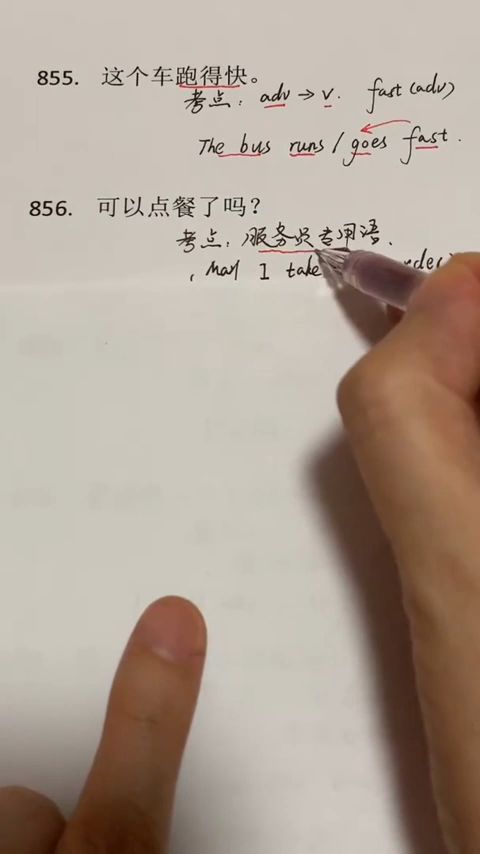 855. 这个车跑得快。
考点: adv → v. fast (adv)
The bus runs / goes fast.
856. 可以点餐了吗?
考点: 服务员专用语.
, May I take